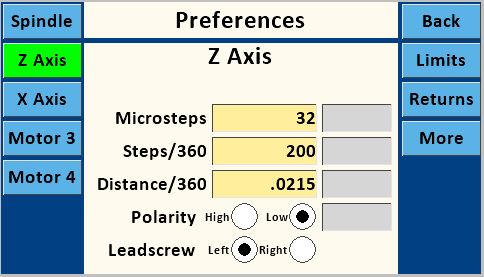 Spindle
Preferences
Back
Z Axis
Z Axis
Limits
X Axis
Returns
Microsteps 32
Motor 3
Steps/360 200
More
Motor 4
Distance/360 .0215
Polarity High Low
Leadscrew Left Right